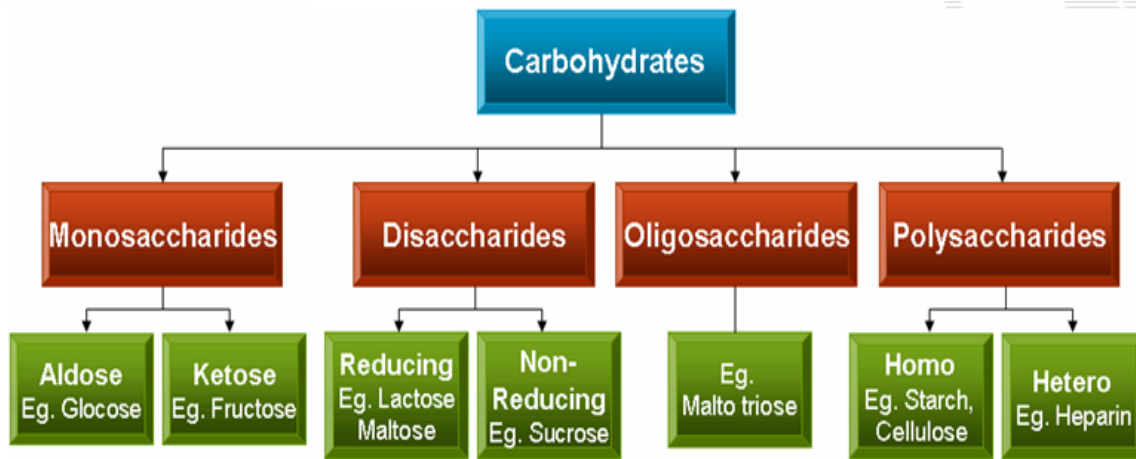 Carbohydrates
Monosaccharides
Disaccharides
Oligosaccharides
Polysaccharides
Aldose
Eg. Glocose
Ketose
Eg. Fructose
Reducing
Eg. Lactose
Maltose
Non-
Reducing
Eg. Sucrose
Eg.
Malto triose
Homo
Eg. Starch,
Cellulose
Hetero
Eg. Heparin